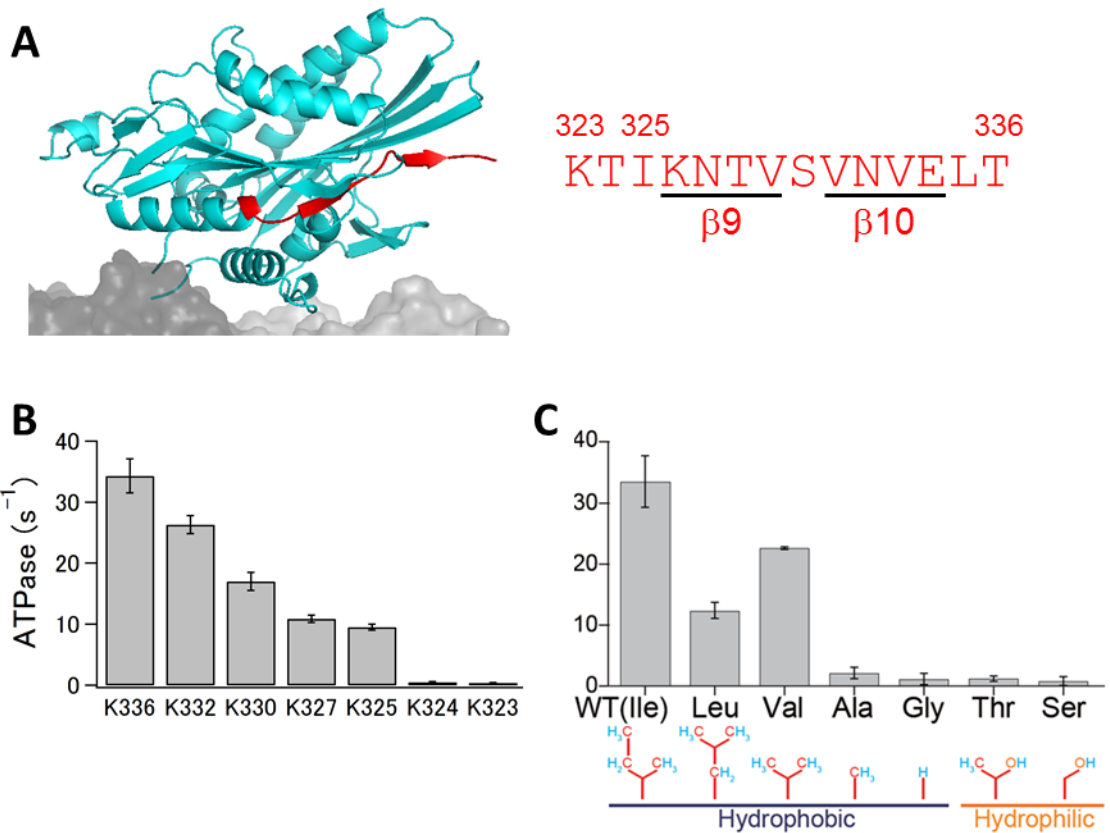 A
323 325 336
KTIKNTVSVNVELT
β9 β10
B
ATPase (s⁻¹)
40
30
20
10
0
K336 K332 K330 K327 K325 K324 K323
C
40
30
20
10
0
WT(Ile) Leu Val Ala Gly Thr Ser
H₃C H₃C CH₃ OH OH
H₂C CH₃ CH₂ H₃C CH₃ CH₃ H H₃C
Hydrophobic Hydrophilic